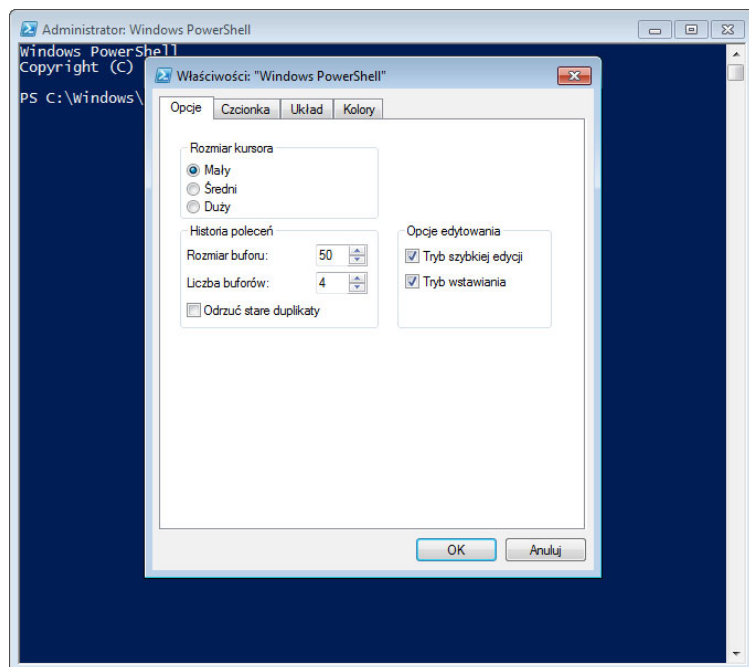 Administrator: Windows PowerShell
Windows PowerShell
Copyright (C)
PS C:\Windows\
Właściwości: "Windows PowerShell"
Opcje Czcionka Układ Kolory
Rozmiar kursora
Mały
Średni
Duży
Historia poleceń
Rozmiar buforu: 50
Liczba buforów: 4
Odrzuć stare duplikaty
Opcje edytowania
Tryb szybkiej edycji
Tryb wstawiania
OK Anuluj